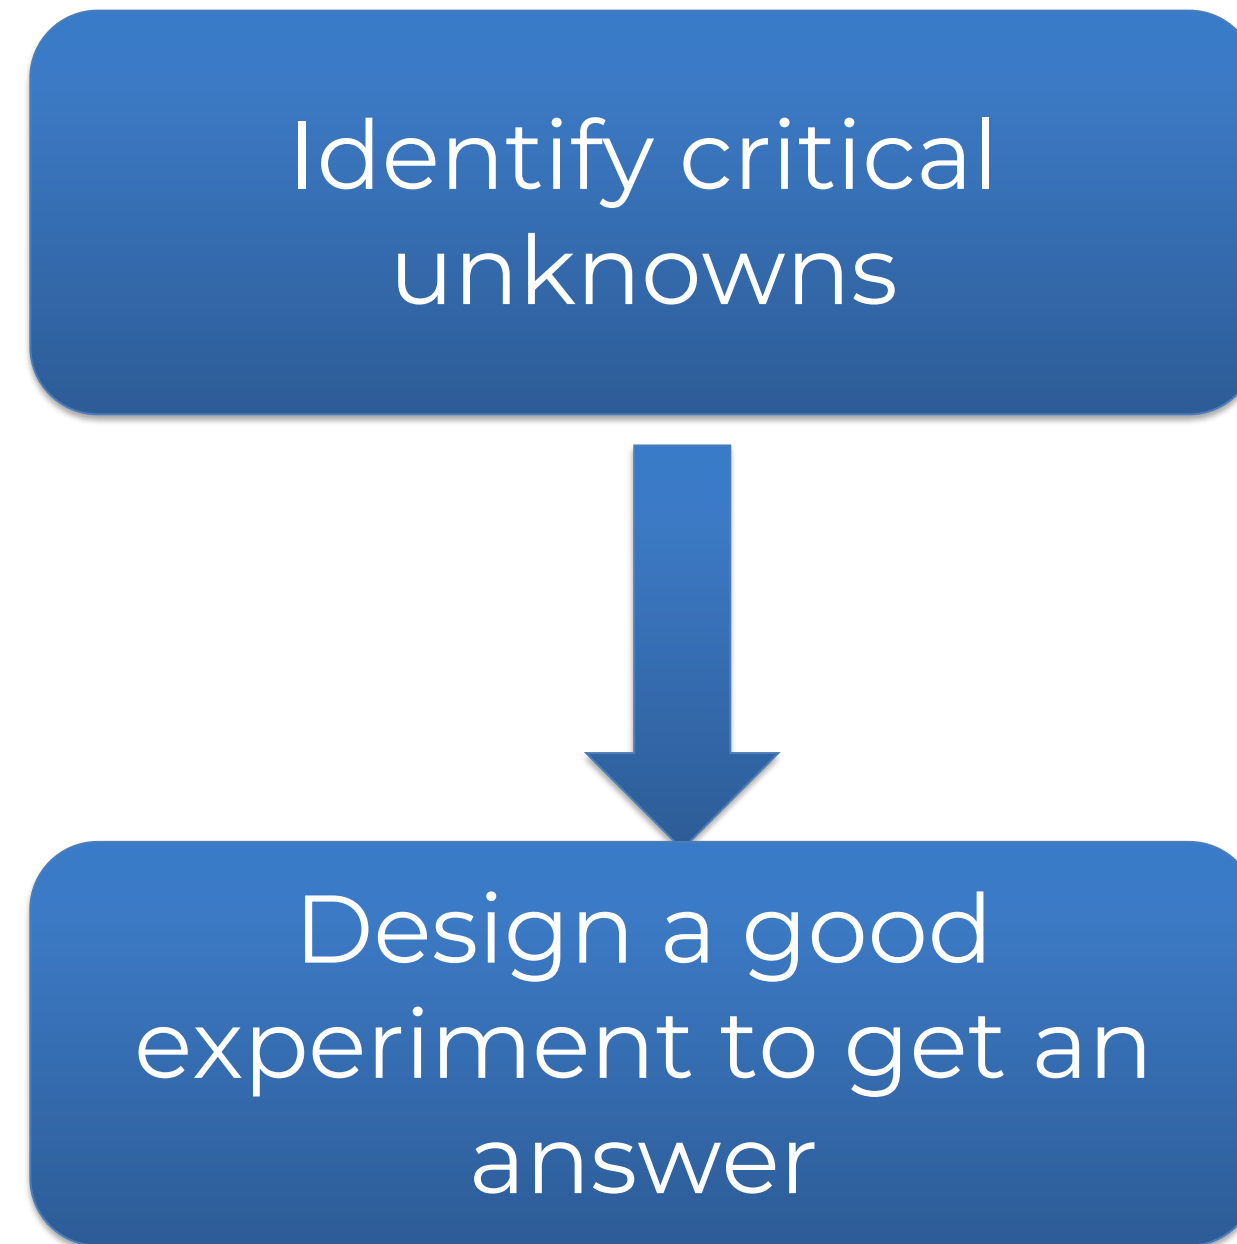 Identify critical
unknowns
Design a good
experiment to get an
answer